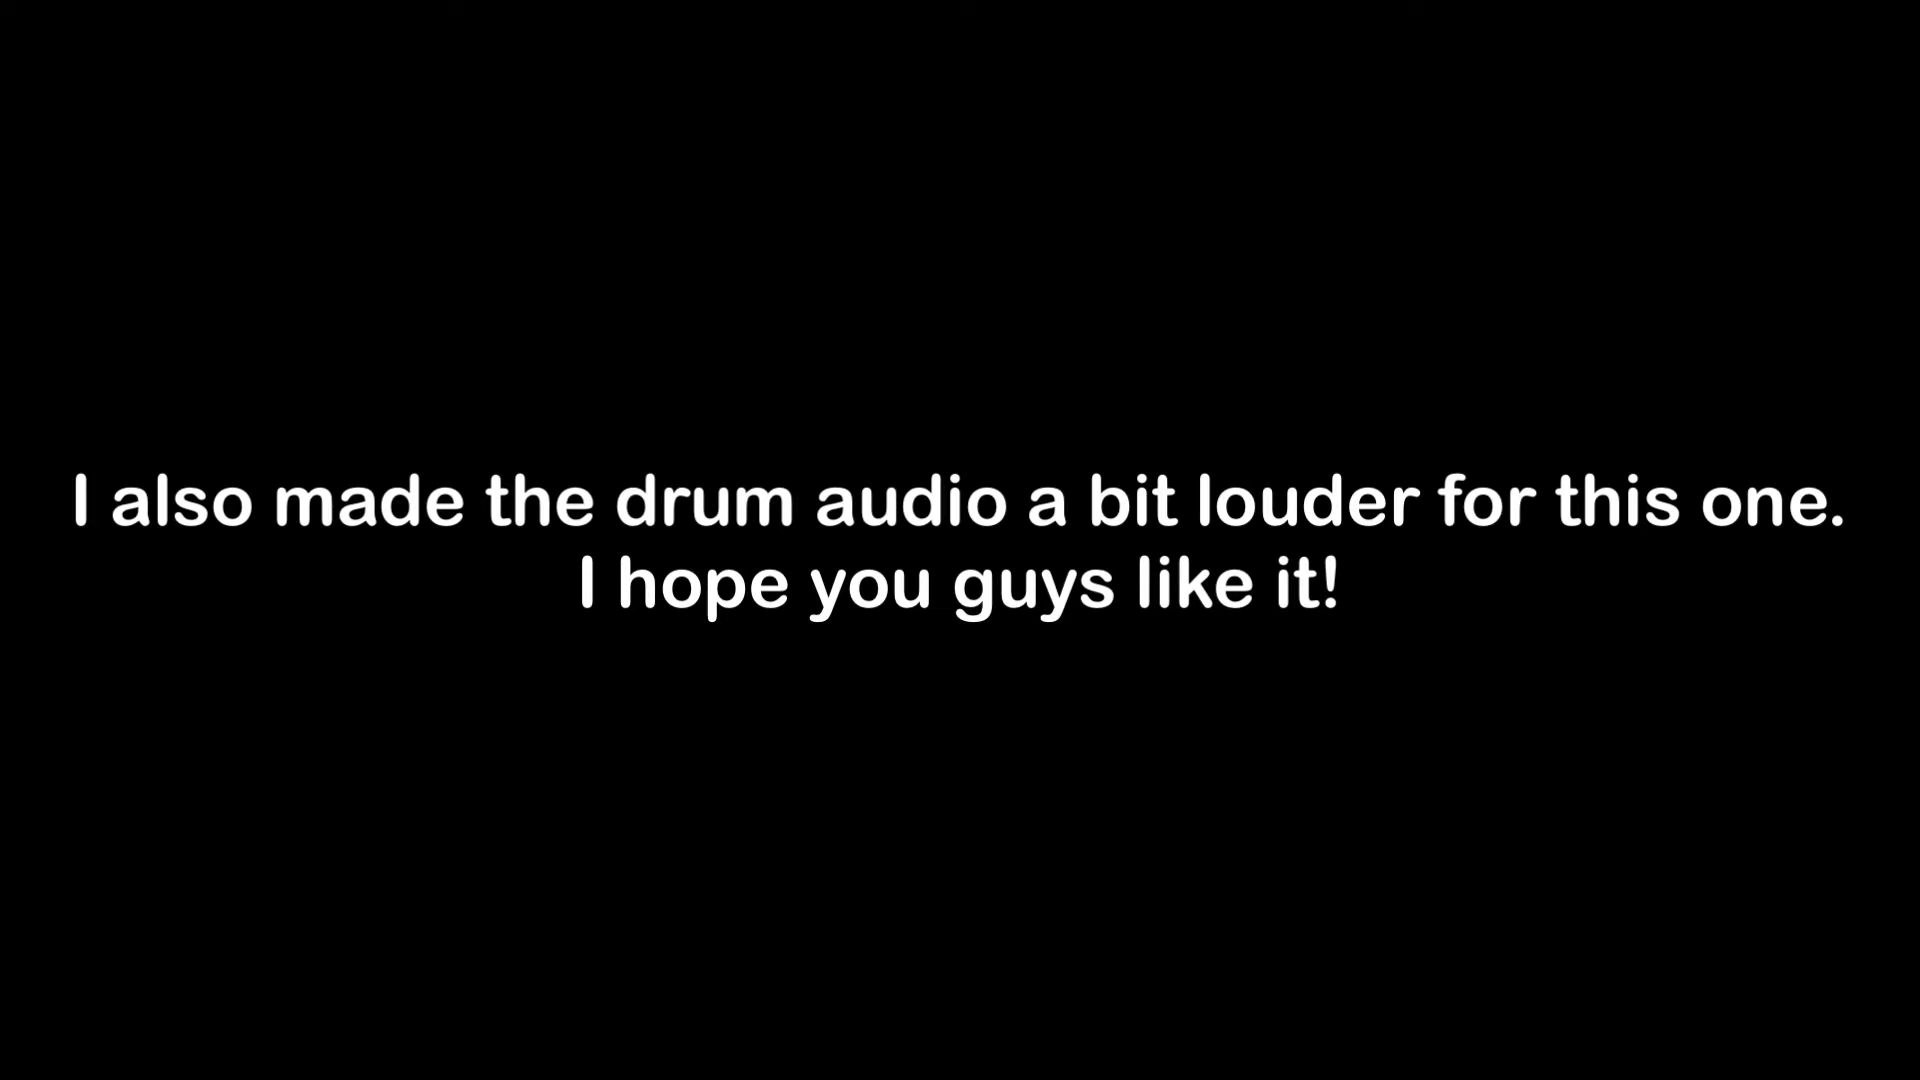 I also made the drum audio a bit louder for this one.
I hope you guys like it!